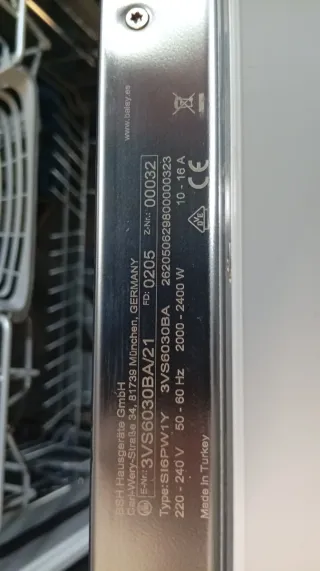 BSH Hausgeräte GmbH
Carl-Wery-Straße 34, 81739 München, GERMANY
E-Nr.: 3VS6030BA/21 FD: 0205 Z-Nr.: 00032
Type:SI6PW1Y 3VS6030BA 262050629800000323
220 - 240 V 50 - 60 Hz 2000 - 2400 W 10 - 16 A
Made in Turkey
www.balay.es
CE